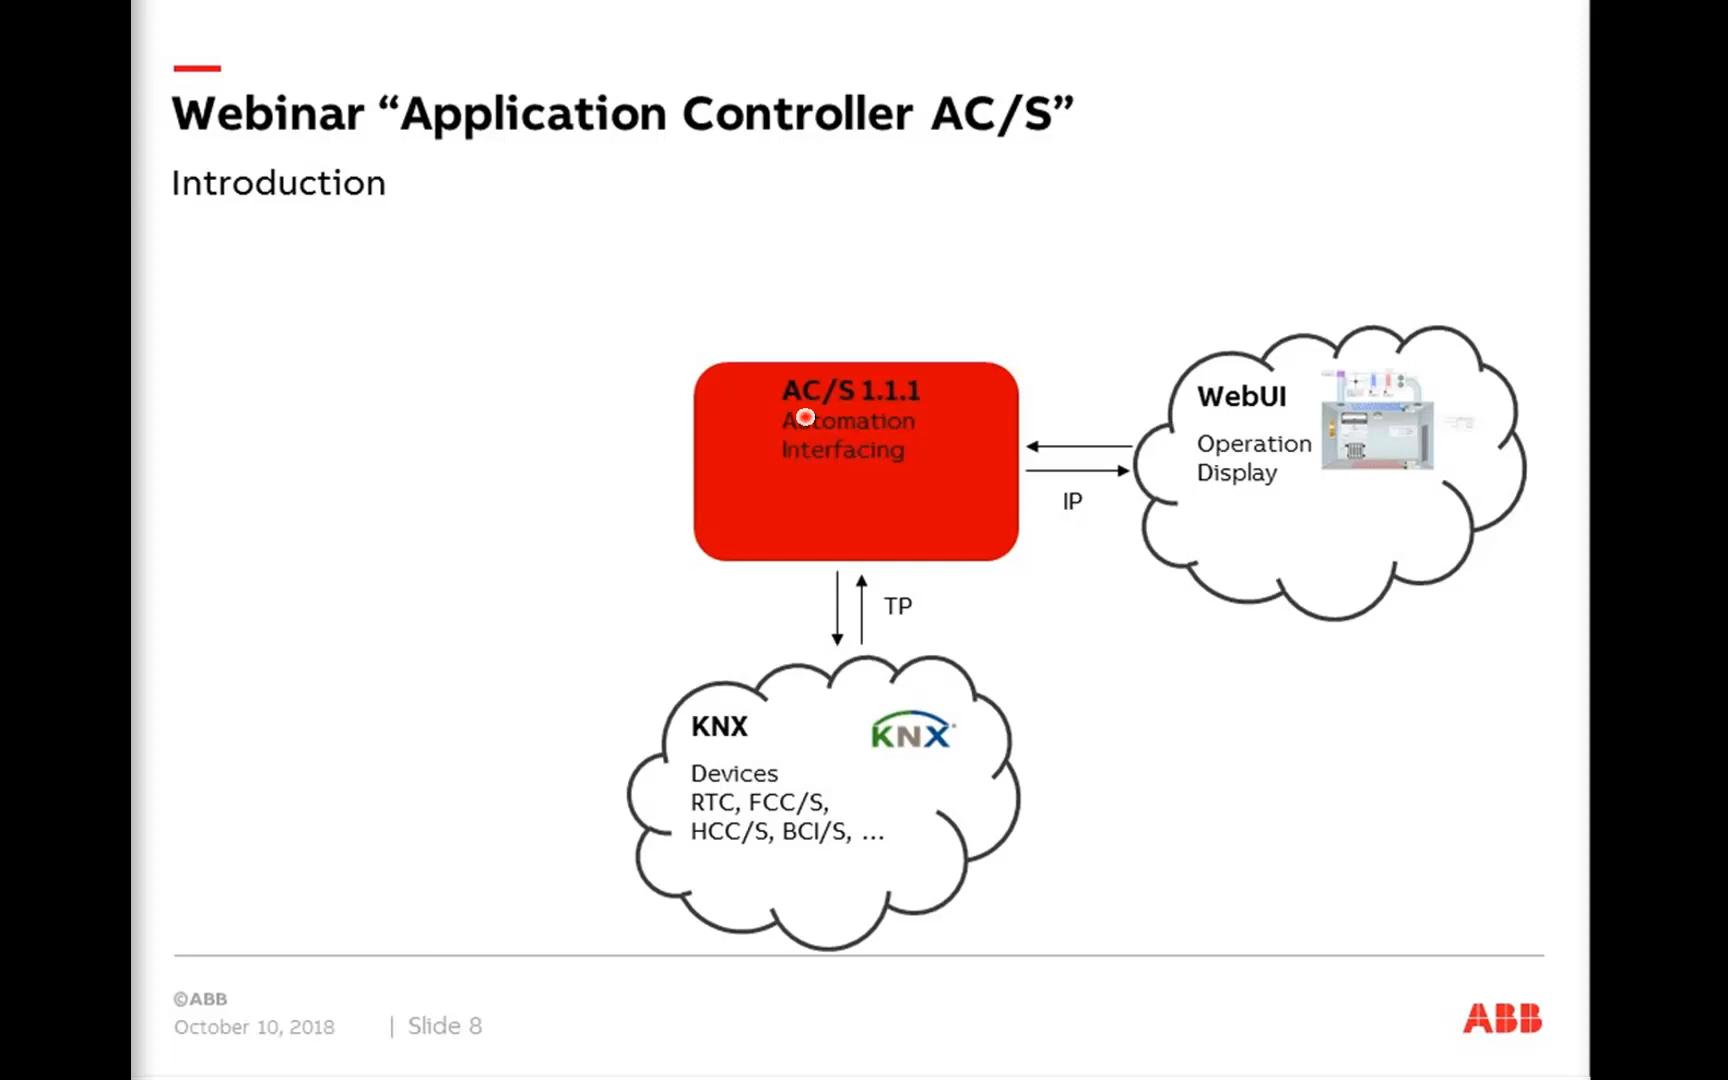 Webinar “Application Controller AC/S”
Introduction
AC/S 1.1.1
Automation
Interfacing
WebUI
Operation
Display
IP
TP
KNX
KNX
Devices
RTC, FCC/S,
HCC/S, BCI/S, ...
©ABB
October 10, 2018 | Slide 8
ABB